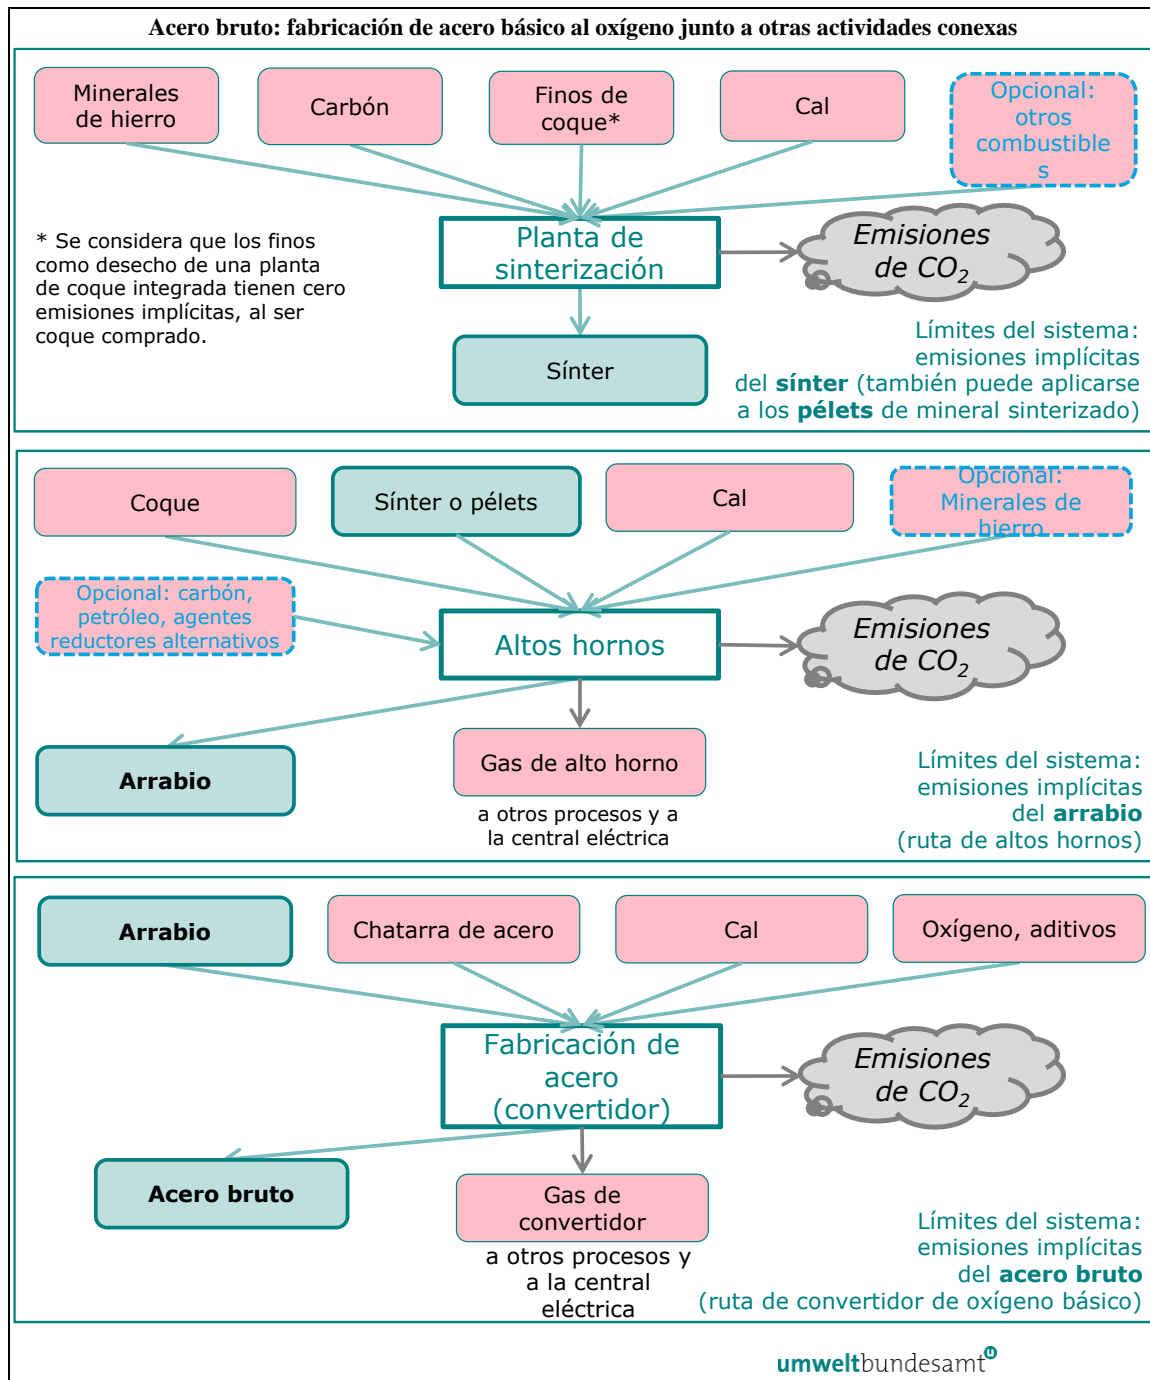 Acero bruto: fabricación de acero básico al oxígeno junto a otras actividades conexas
Minerales
de hierro
Carbón
Finos de
coque*
Cal
Opcional:
otros
combustible
s
* Se considera que los finos
como desecho de una planta
de coque integrada tienen cero
emisiones implícitas, al ser
coque comprado.
Planta de
sinterización
Emisiones
de CO2
Sínter
Límites del sistema:
emisiones implícitas
del sínter (también puede aplicarse
a los pélets de mineral sinterizado)
Coque
Sínter o pélets
Cal
Opcional:
Minerales de
hierro
Opcional: carbón,
petróleo, agentes
reductores alternativos
Altos hornos
Emisiones
de CO2
Arrabio
Gas de alto horno
a otros procesos y a
la central eléctrica
Límites del sistema:
emisiones implícitas
del arrabio
(ruta de altos hornos)
Arrabio
Chatarra de acero
Cal
Oxígeno, aditivos
Fabricación de
acero
(convertidor)
Emisiones
de CO2
Acero bruto
Gas de
convertidor
a otros procesos y
a la central
eléctrica
Límites del sistema:
emisiones implícitas
del acero bruto
(ruta de convertidor de oxígeno básico)
umweltbundesamt